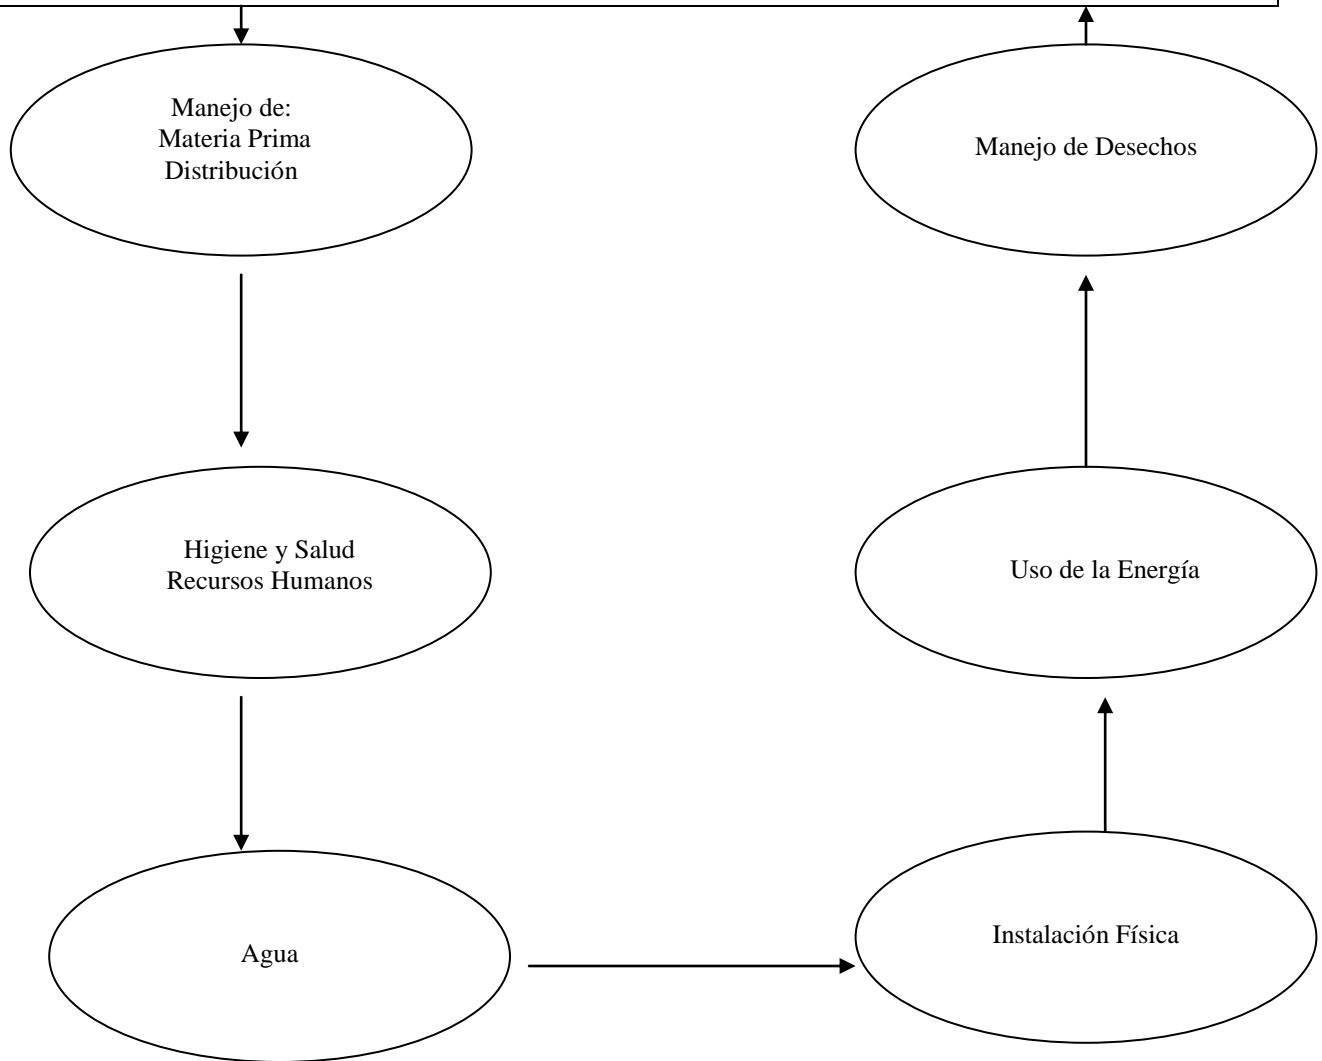 Manejo de:
Materia Prima
Distribución
Higiene y Salud
Recursos Humanos
Agua
Instalación Física
Uso de la Energía
Manejo de Desechos